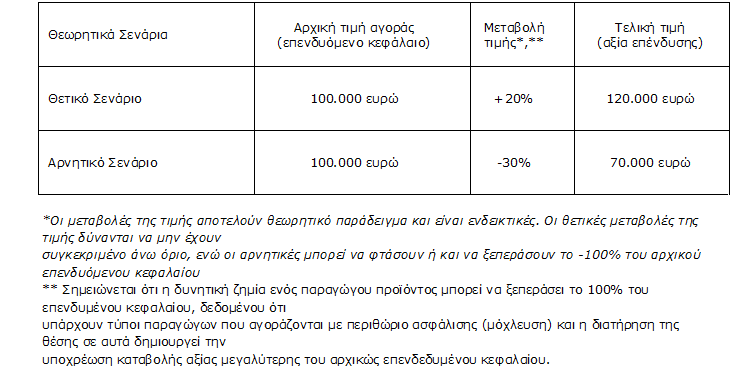 Θεωρητικά Σενάρια
Αρχική τιμή αγοράς
(επενδυόμενο κεφάλαιο)
Μεταβολή
τιμής*,**
Τελική τιμή
(αξία επένδυσης)
Θετικό Σενάριο
100.000 ευρώ
+20%
120.000 ευρώ
Αρνητικό Σενάριο
100.000 ευρώ
-30%
70.000 ευρώ
*Οι μεταβολές της τιμής αποτελούν θεωρητικό παράδειγμα και είναι ενδεικτικές. Οι θετικές μεταβολές της
τιμής δύνανται να μην έχουν
συγκεκριμένο άνω όριο, ενώ οι αρνητικές μπορεί να φτάσουν ή και να ξεπεράσουν το -100% του αρχικού
επενδυόμενου κεφαλαίου
** Σημειώνεται ότι η δυνητική ζημία ενός παραγώγου προϊόντος μπορεί να ξεπεράσει το 100% του
επενδυμένου κεφαλαίου, δεδομένου ότι
υπάρχουν τύποι παραγώγων που αγοράζονται με περιθώριο ασφάλισης (μόχλευση) και η διατήρηση της
θέσης σε αυτά δημιουργεί την
υποχρέωση καταβολής αξίας μεγαλύτερης του αρχικώς επενδεδυμένου κεφαλαίου.